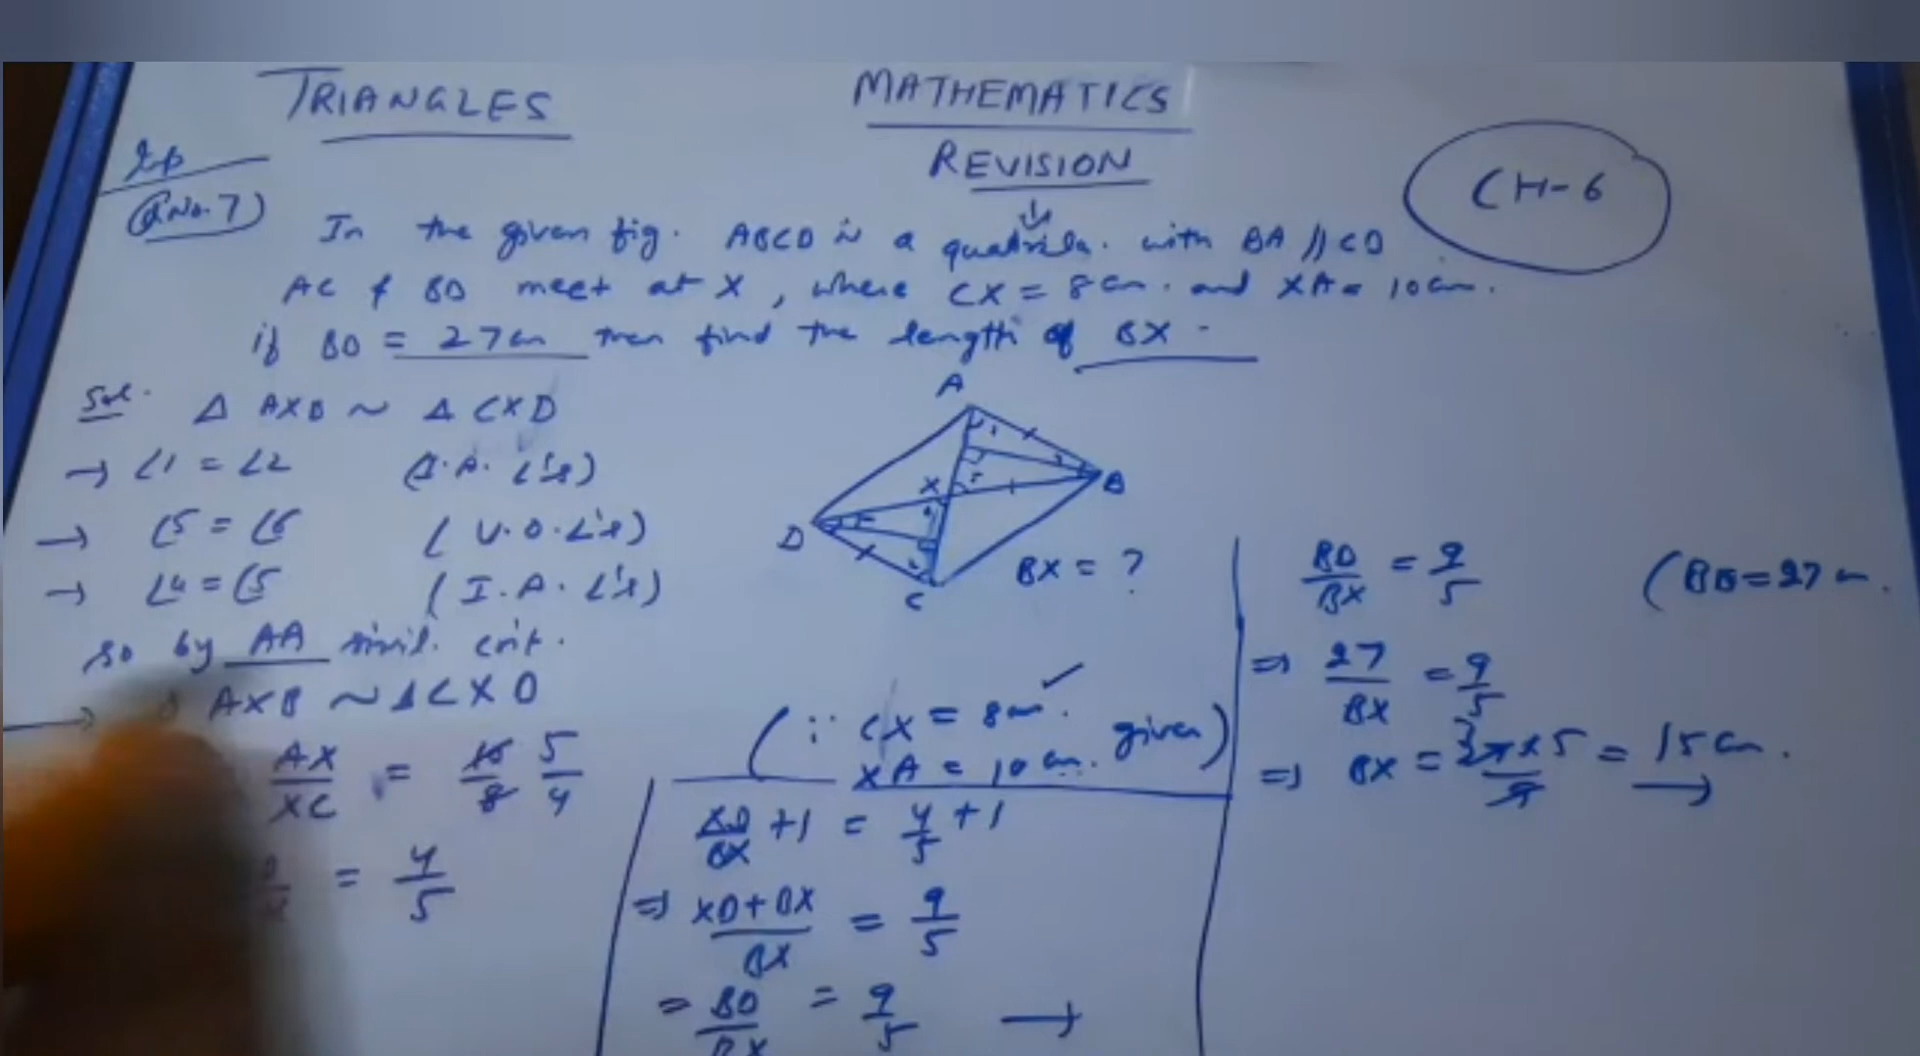 TRIANGLES
MATHEMATICS
REVISION
CH-6
Q No. 7)
In the given fig. ABCD is a quadrila. with BA // CD
AC & BD meet at X, where CX = 8cm. and XA = 10cm.
if BD = 27cm then find the length of BX.
Sol. Δ AXB ~ Δ CXD
→ ∠1 = ∠2 (I.A. ∠'s)
→ ∠5 = ∠6 (V.O. ∠'s)
→ ∠4 = ∠5 (I.A. ∠'s)
so by AA simil. crit.
→ AXB ~ Δ CXD
AX/XC = 10/8 5/4
= 4/5
A
B
X
D
C
BX = ?
(∵ CX = 8cm. ✓
XA = 10cm. given)
XD/BX + 1 = 4/5 + 1
⇒ XD+BX/BX = 9/5
= BD/BX = 9/5 →
BD/BX = 9/5 (BD = 27cm.
⇒ 27/BX = 9/5
⇒ BX = 27×5/9 = 15cm.